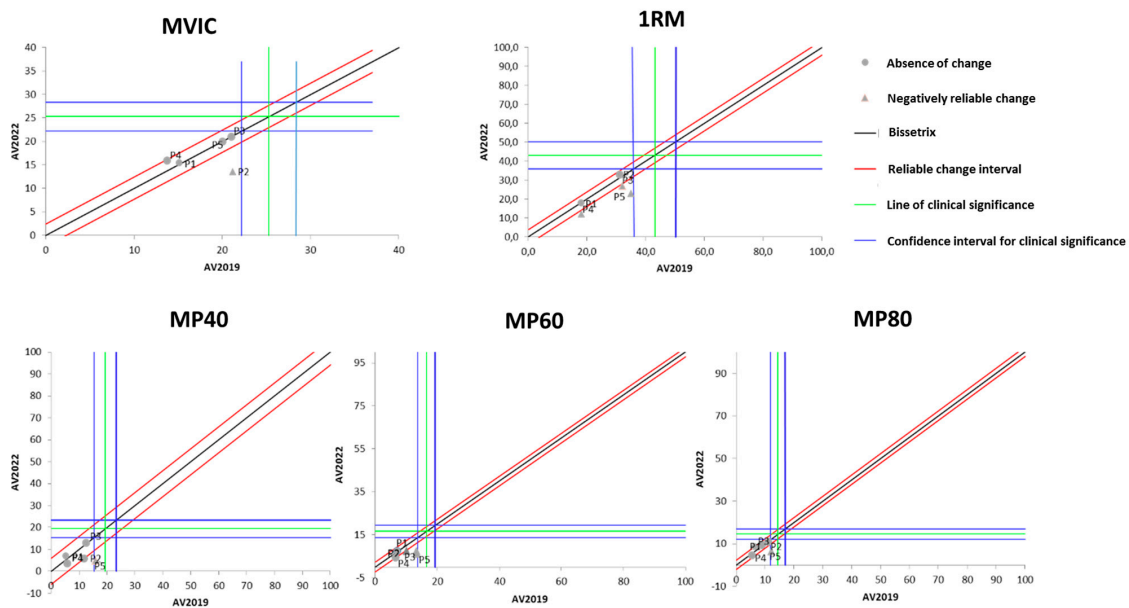 MVIC
1RM
40
35
30
25
20
15
10
5
0
AV2022
P4
P1
P3
P5
P2
0
10
20
30
40
AV2019
100,0
90,0
80,0
70,0
60,0
50,0
40,0
30,0
20,0
10,0
0,0
AV2022
P2
P3
P5
P1
P4
0,0
20,0
40,0
60,0
80,0
100,0
AV2019
Absence of change
Negatively reliable change
Bissetrix
Reliable change interval
Line of clinical significance
Confidence interval for clinical significance
MP40
MP60
MP80
100
90
80
70
60
50
40
30
20
10
0
AV2022
P3
P4
P2
P5
0
10
20
30
40
50
60
70
80
90
100
AV2019
95
75
55
35
15
-5
AV2022
P1
P2
P3
P4
P5
0
20
40
60
80
100
AV2019
90
70
50
30
10
-10
AV2022
P3
P1
P2
P4
P5
0
10
20
30
40
50
60
70
80
90
100
AV2019